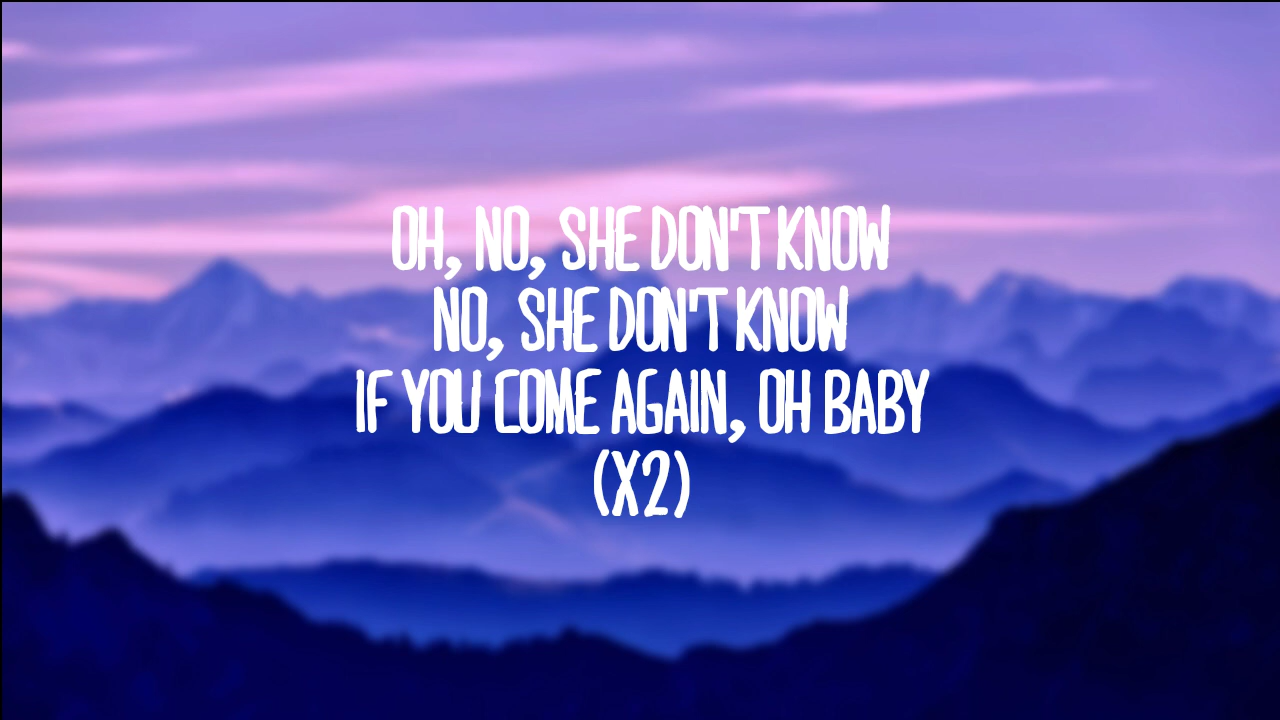 OH, NO, SHE DON'T KNOW
NO, SHE DON'T KNOW
IF YOU COME AGAIN, OH BABY
(X2)